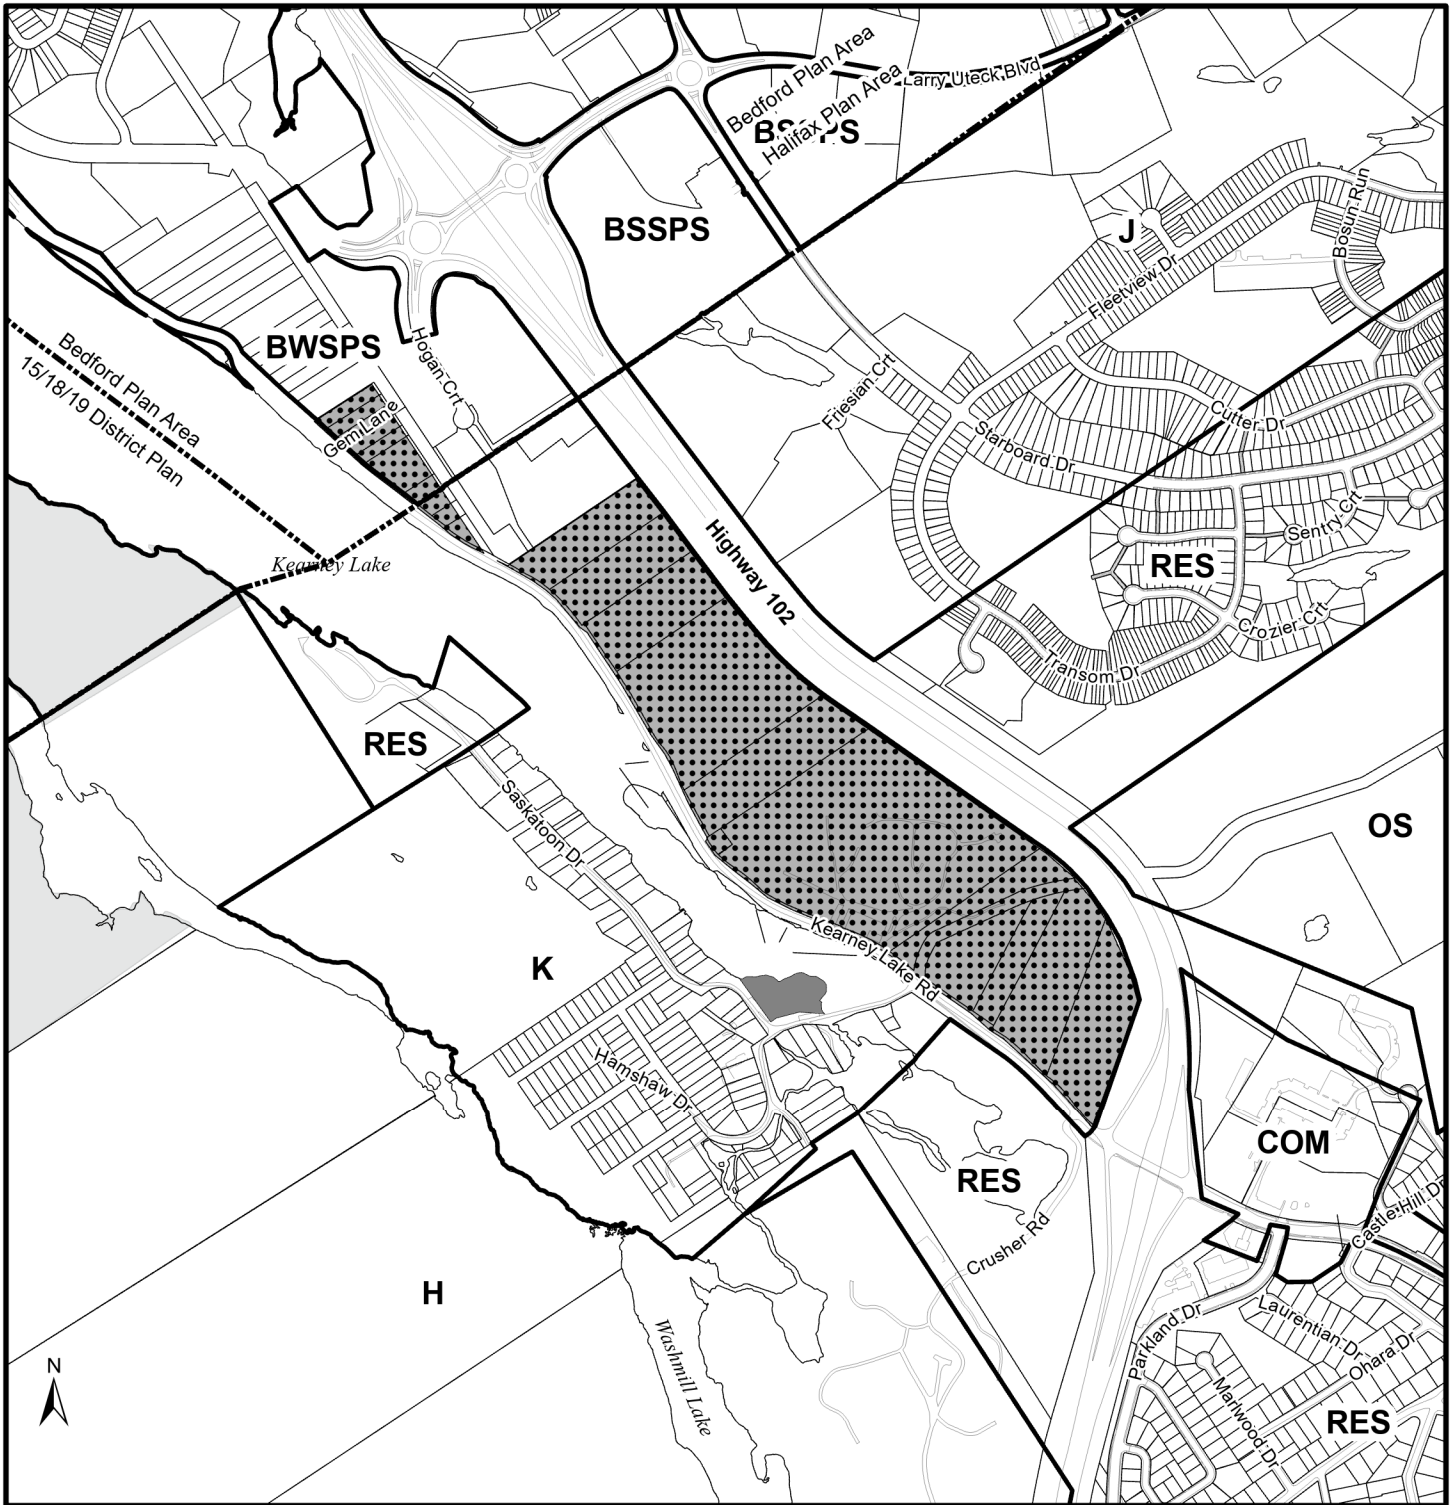 Bedford Plan Area
Halifax Plan Area
Larry Uteck Blvd
BSSPS
BSSPS
J
Bosun Run
Fleetview Dr
BWSPS
Hogan Crt
Bedford Plan Area
15/18/19 District Plan
Gem Lane
Friesian Crt
Cutter Dr
Starboard Dr
Sentry Crt
Highway 102
Kearney Lake
RES
Crozier Crt
Transom Dr
RES
Saskatoon Dr
OS
Kearney Lake Rd
K
Hamshaw Dr
COM
RES
Castle Hill Dr
Crusher Rd
H
Parkland Dr
Laurentian Dr
Ohara Dr
Washmill Lake
Marlwood Dr
RES
N